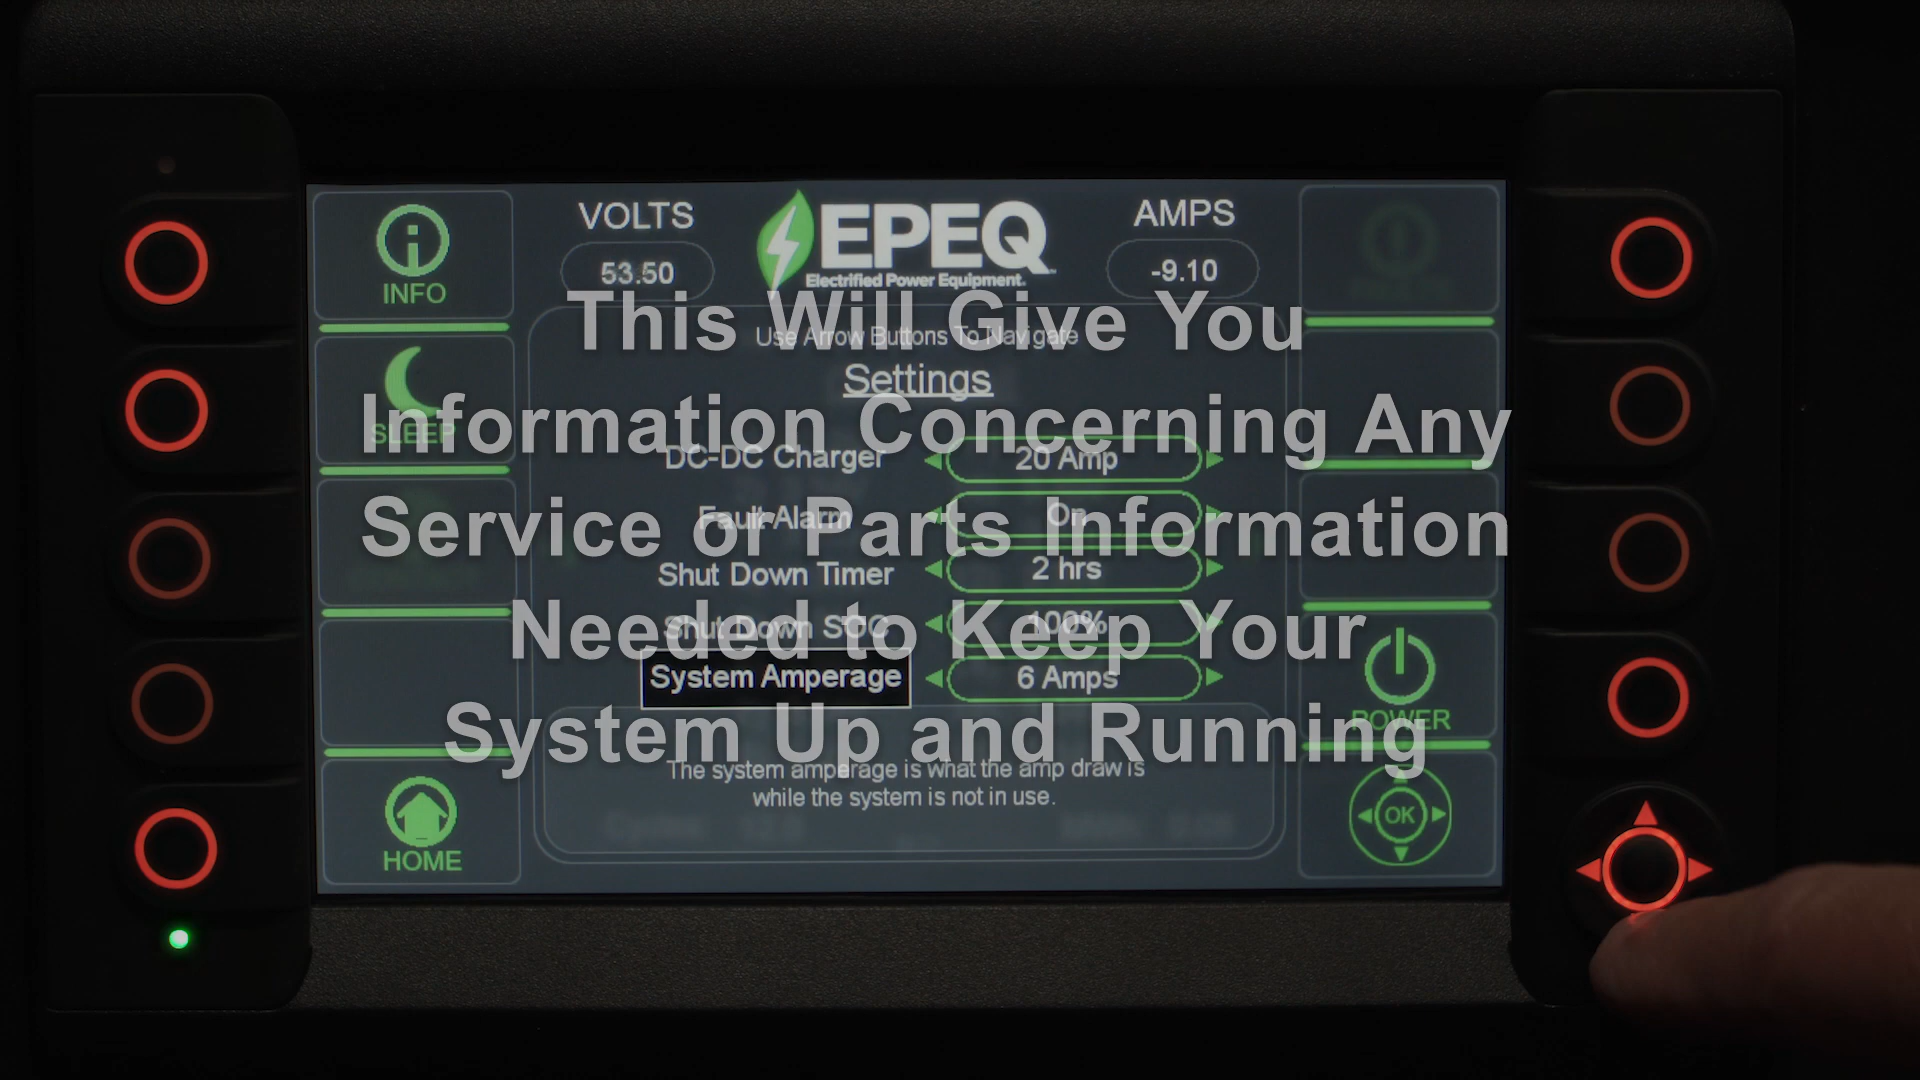 VOLTS
53.50
EPEQ
Electrified Power Equipment.
AMPS
-9.10
INFO
SLEEP
HOME
POWER
OK
Use Arrow Buttons To Navigate
Settings
DC-DC Charger 20 Amp
Fault Alarm On
Shut Down Timer 2 hrs
Shut Down SOC 100%
System Amperage 6 Amps
The system amperage is what the amp draw is
while the system is not in use.
This Will Give You
Information Concerning Any
Service or Parts Information
Needed to Keep Your
System Up and Running